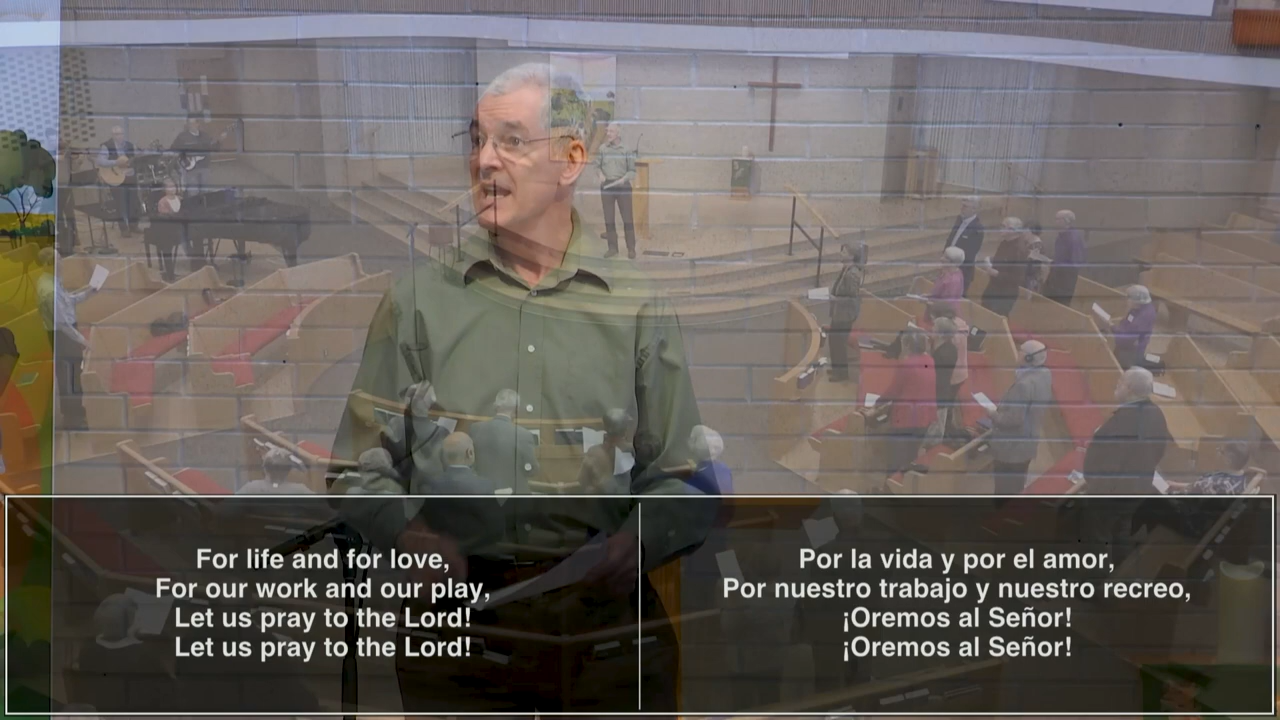 For life and for love,
For our work and our play,
Let us pray to the Lord!
Let us pray to the Lord!
Por la vida y por el amor,
Por nuestro trabajo y nuestro recreo,
¡Oremos al Señor!
¡Oremos al Señor!